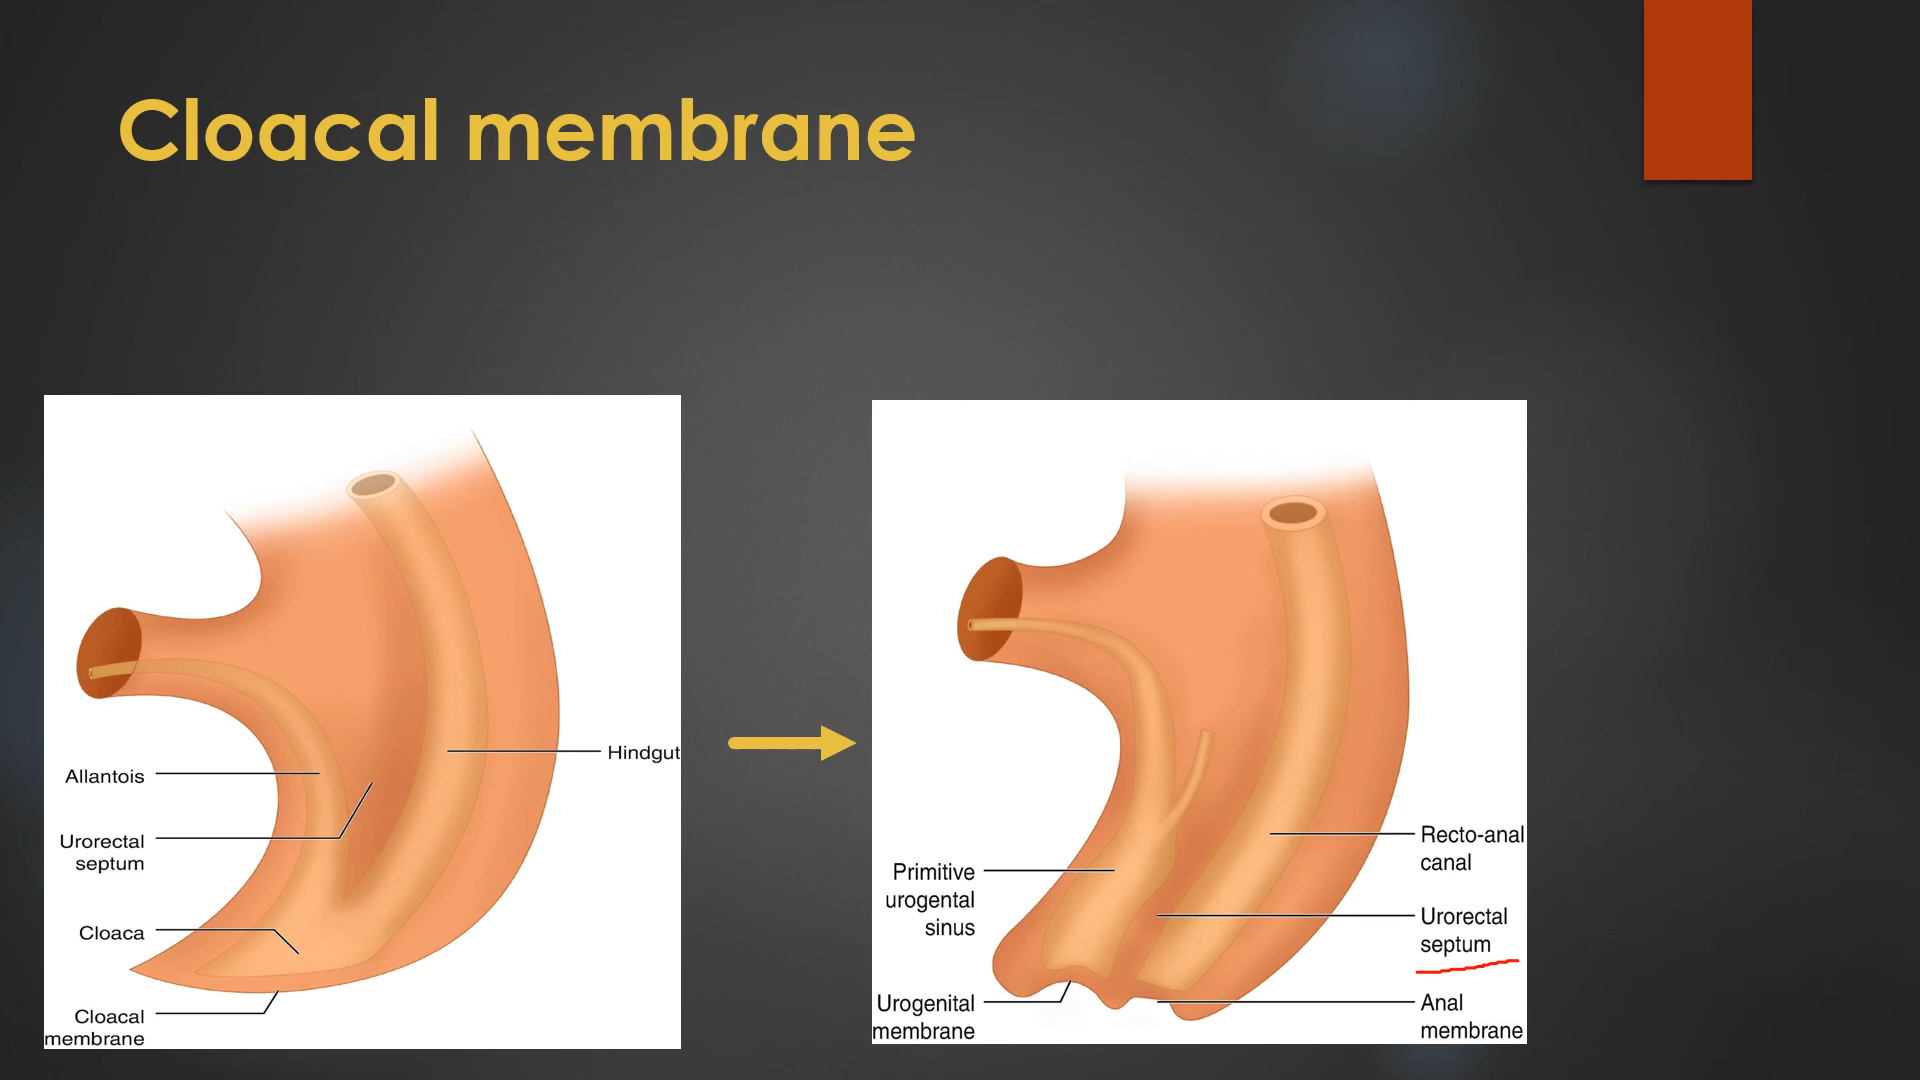 Cloacal membrane
Hindgut
Allantois
Urorectal
septum
Cloaca
Cloacal
membrane
Recto-anal
canal
Primitive
urogental
sinus
Urorectal
septum
Urogenital
membrane
Anal
membrane